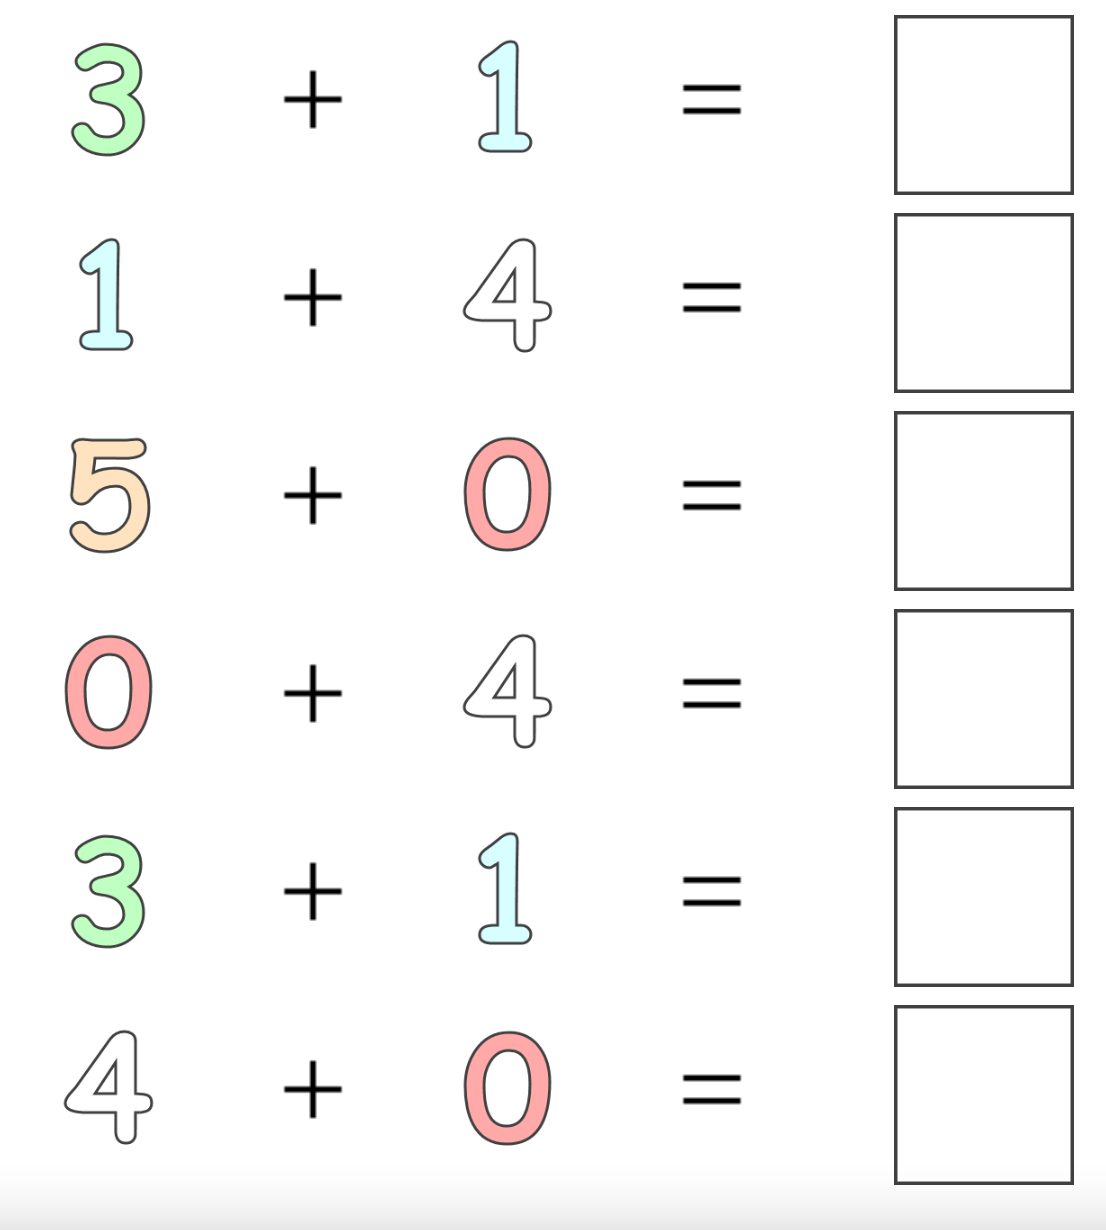 3 + 1 =
1 + 4 =
5 + 0 =
0 + 4 =
3 + 1 =
4 + 0 =